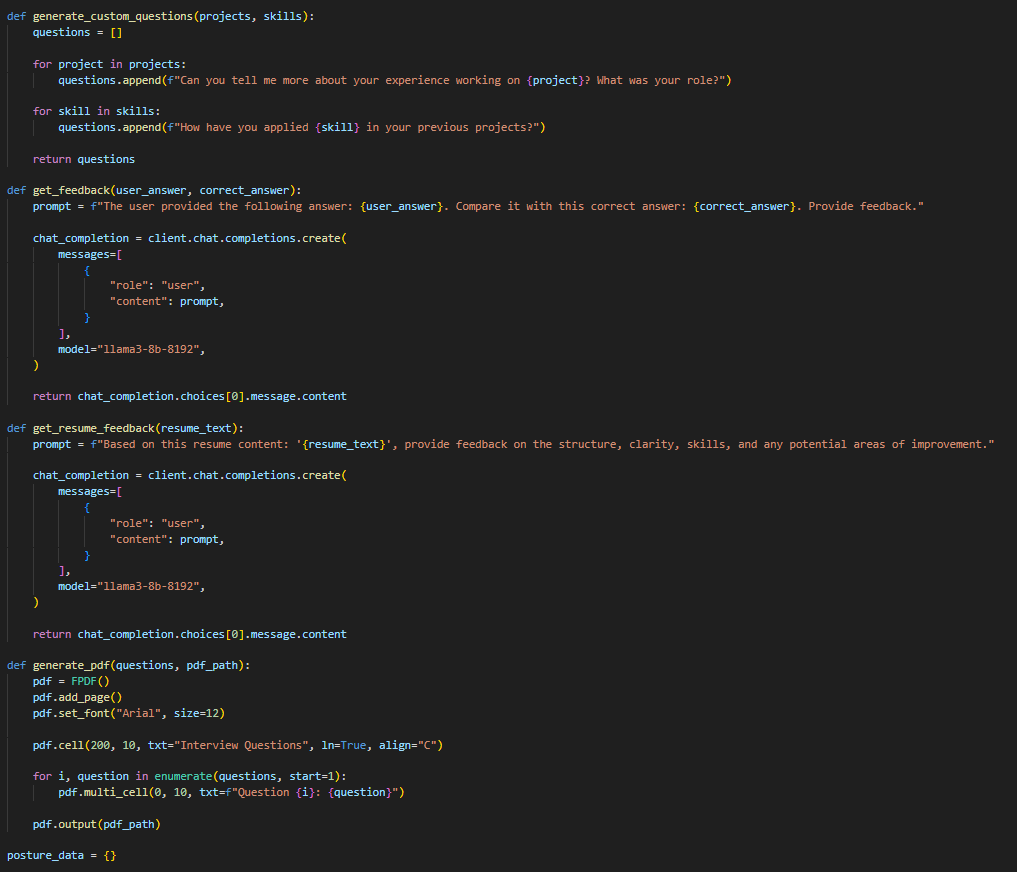 def generate_custom_questions(projects, skills):
    questions = []

    for project in projects:
        questions.append(f"Can you tell me more about your experience working on {project}? What was your role?")

    for skill in skills:
        questions.append(f"How have you applied {skill} in your previous projects?")

    return questions

def get_feedback(user_answer, correct_answer):
    prompt = f"The user provided the following answer: {user_answer}. Compare it with this correct answer: {correct_answer}. Provide feedback."

    chat_completion = client.chat.completions.create(
        messages=[
            {
                "role": "user",
                "content": prompt,
            }
        ],
        model="llama3-8b-8192",
    )

    return chat_completion.choices[0].message.content

def get_resume_feedback(resume_text):
    prompt = f"Based on this resume content: '{resume_text}', provide feedback on the structure, clarity, skills, and any potential areas of improvement."

    chat_completion = client.chat.completions.create(
        messages=[
            {
                "role": "user",
                "content": prompt,
            }
        ],
        model="llama3-8b-8192",
    )

    return chat_completion.choices[0].message.content

def generate_pdf(questions, pdf_path):
    pdf = FPDF()
    pdf.add_page()
    pdf.set_font("Arial", size=12)

    pdf.cell(200, 10, txt="Interview Questions", ln=True, align="C")

    for i, question in enumerate(questions, start=1):
        pdf.multi_cell(0, 10, txt=f"Question {i}: {question}")

    pdf.output(pdf_path)

posture_data = {}